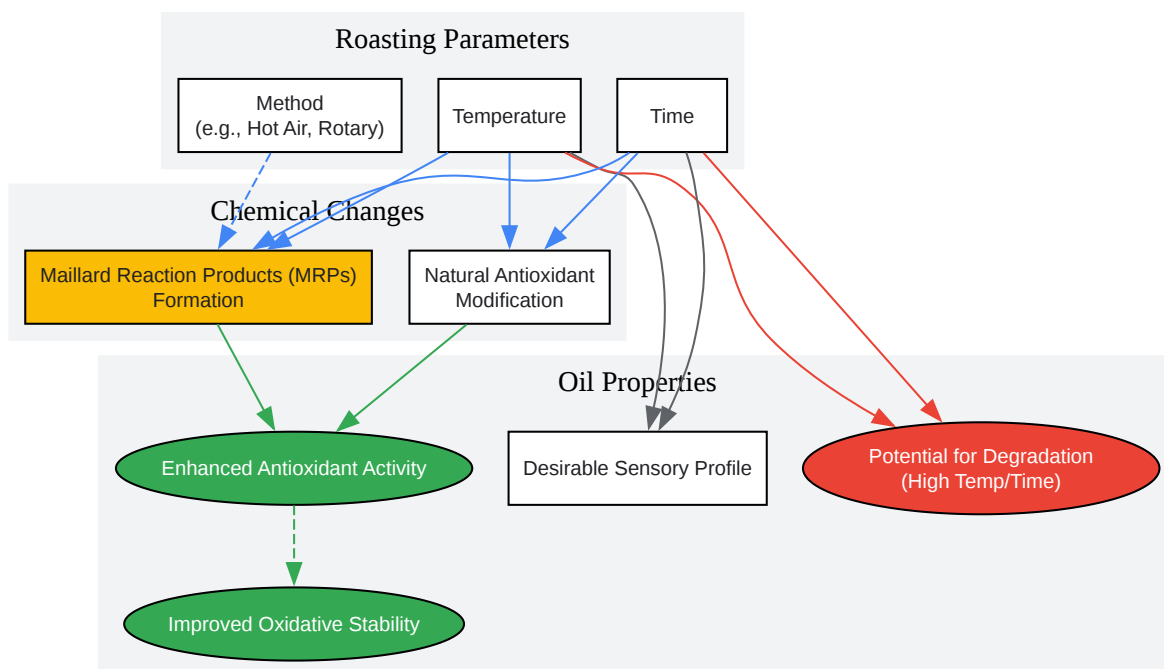 Roasting Parameters
Method
(e.g., Hot Air, Rotary)
Temperature
Time
Chemical Changes
Maillard Reaction Products (MRPs)
Formation
Natural Antioxidant
Modification
Oil Properties
Enhanced Antioxidant Activity
Desirable Sensory Profile
Potential for Degradation
(High Temp/Time)
Improved Oxidative Stability